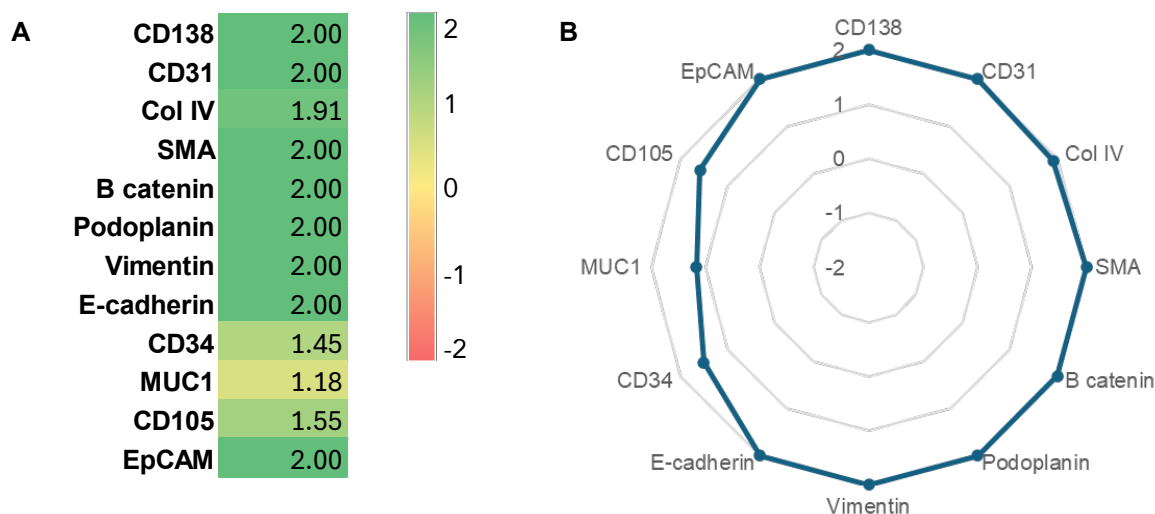 A
CD138 2.00
CD31 2.00
Col IV 1.91
SMA 2.00
B catenin 2.00
Podoplanin 2.00
Vimentin 2.00
E-cadherin 2.00
CD34 1.45
MUC1 1.18
CD105 1.55
EpCAM 2.00
2
1
0
-1
-2
B
CD138
CD31
Col IV
SMA
B catenin
Podoplanin
Vimentin
E-cadherin
CD34
MUC1
CD105
EpCAM
2
1
0
-1
-2